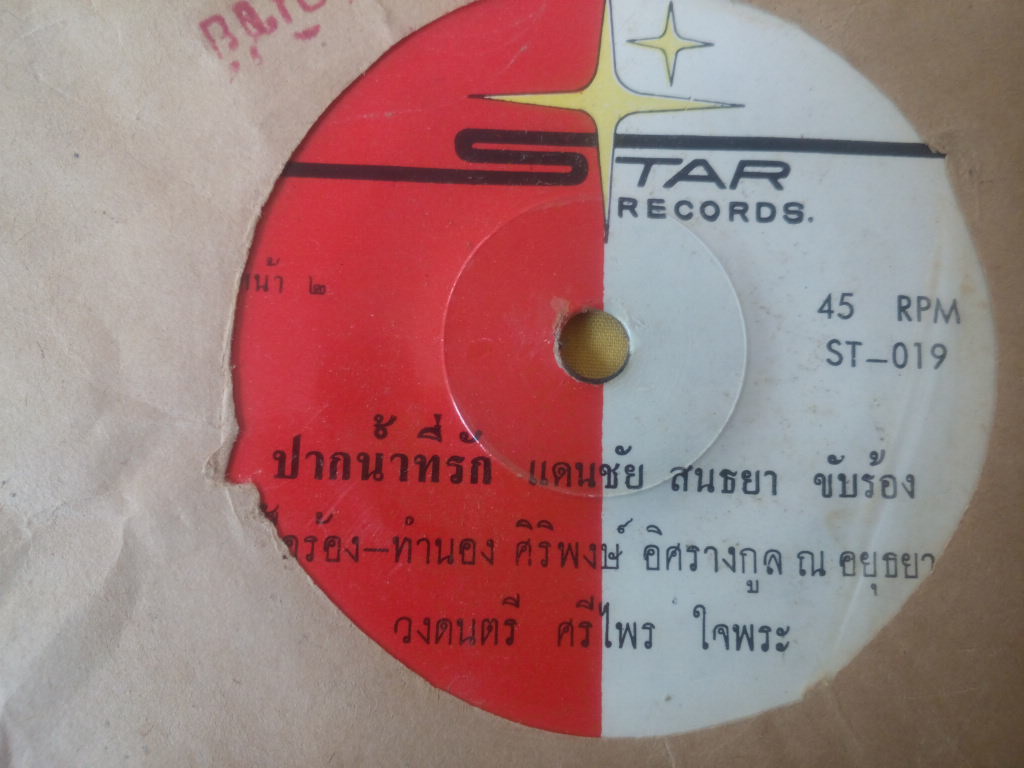 STAR
RECORDS.
หน้า ๒
45 RPM
ST-019
ปากน้ำที่รัก แดนชัย สนธยา ขับร้อง
ร้อง-ทำนอง ศิริพงษ์ อิศรางกูล ณ อยุธยา
วงดนตรี ศรีไพร ใจพระ